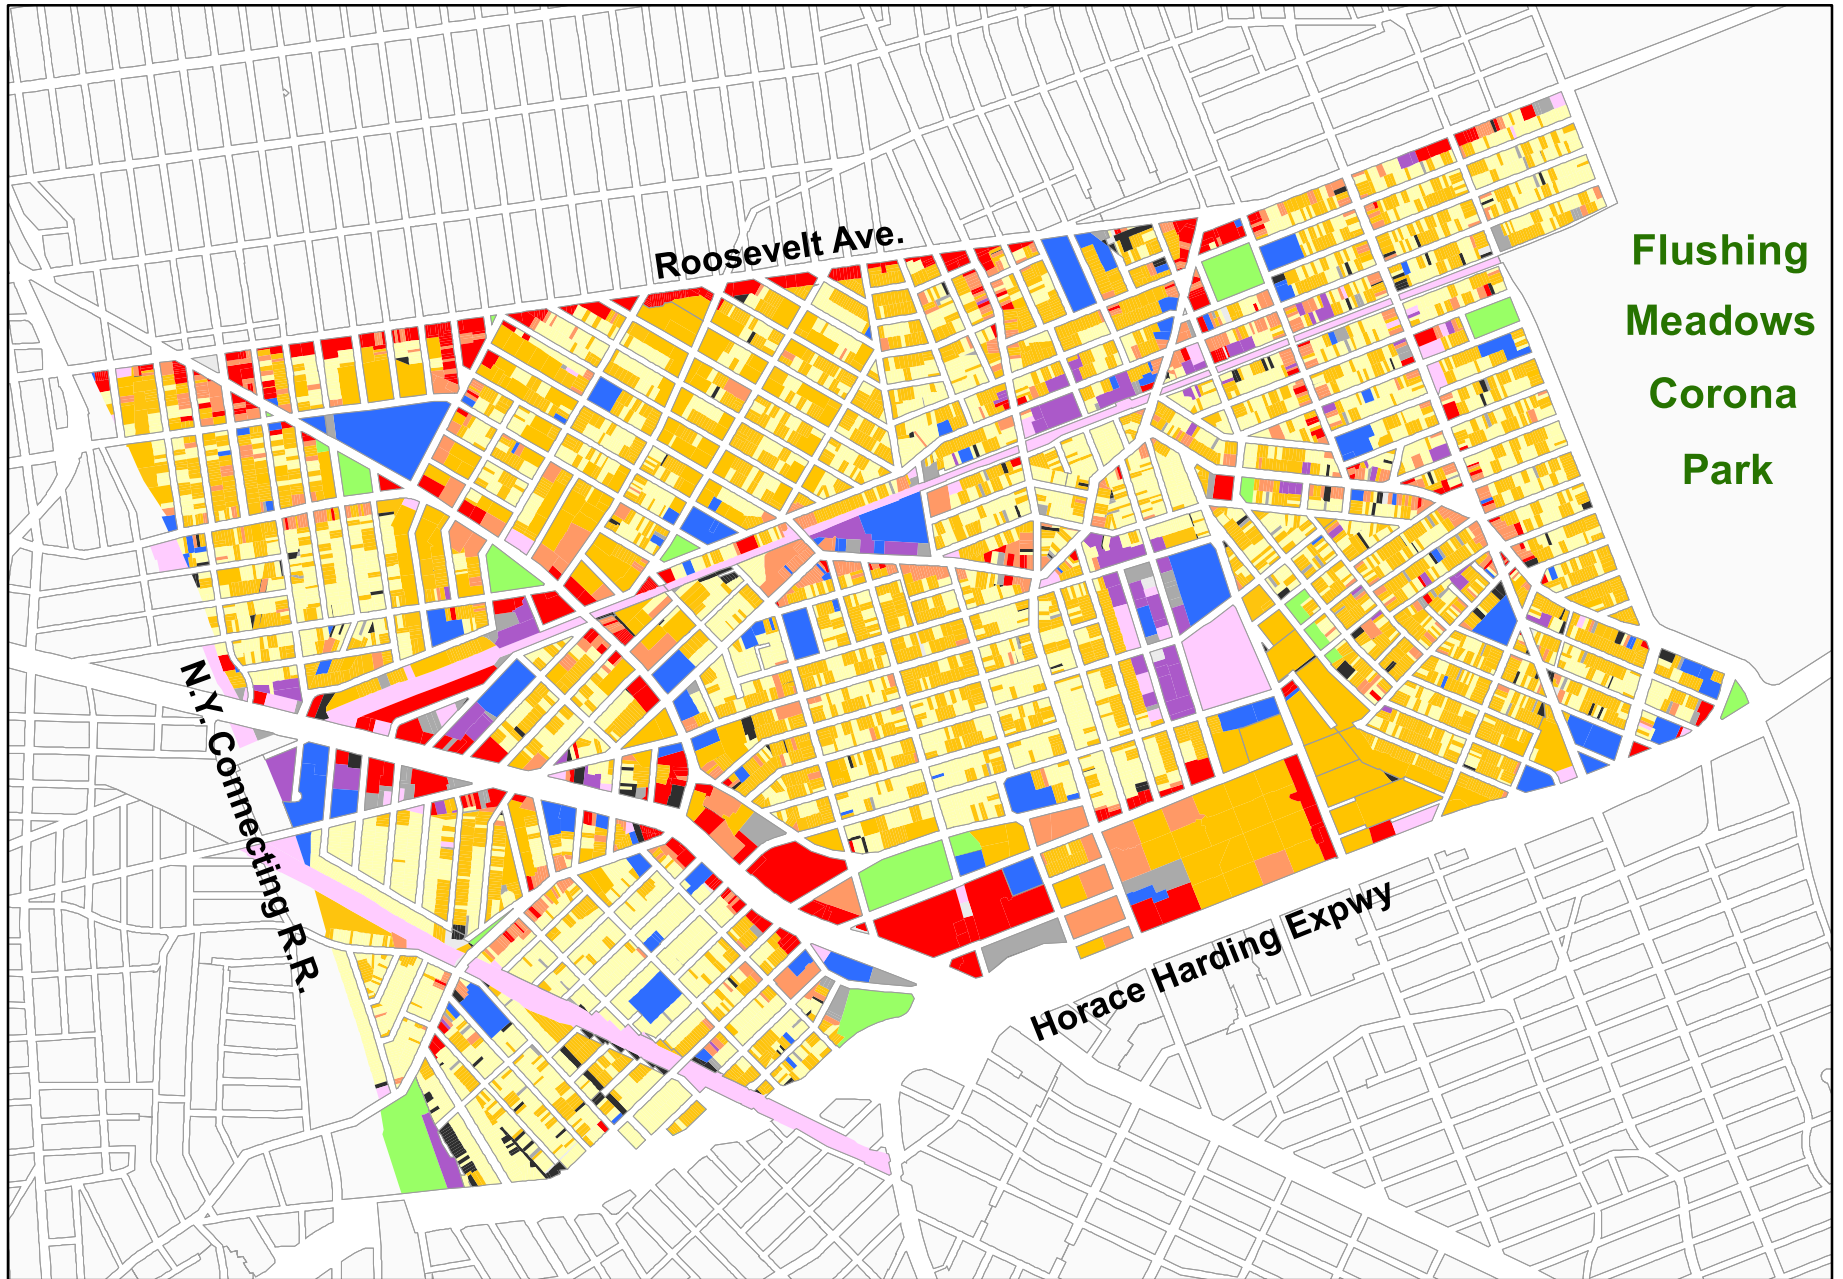 Roosevelt Ave.
Flushing
Meadows
Corona
Park
N.Y. Connecting R.R.
Horace Harding Expwy